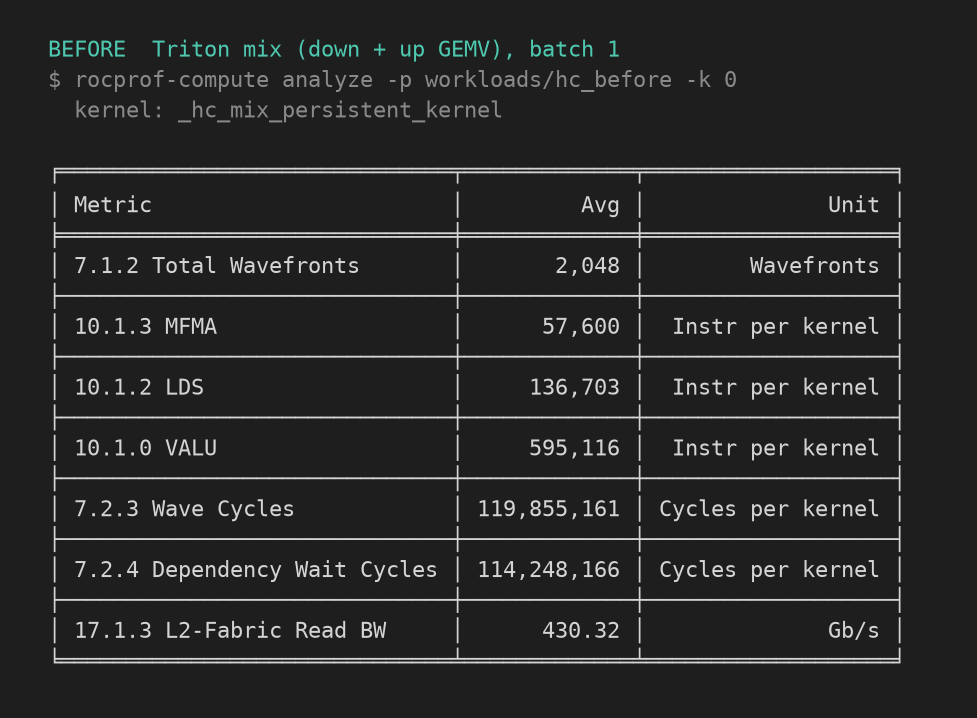 BEFORE  Triton mix (down + up GEMV), batch 1
$ rocprof-compute analyze -p workloads/hc_before -k 0
kernel: _hc_mix_persistent_kernel
Metric Avg Unit
7.1.2 Total Wavefronts 2,048 Wavefronts
10.1.3 MFMA 57,600 Instr per kernel
10.1.2 LDS 136,703 Instr per kernel
10.1.0 VALU 595,116 Instr per kernel
7.2.3 Wave Cycles 119,855,161 Cycles per kernel
7.2.4 Dependency Wait Cycles 114,248,166 Cycles per kernel
17.1.3 L2-Fabric Read BW 430.32 Gb/s